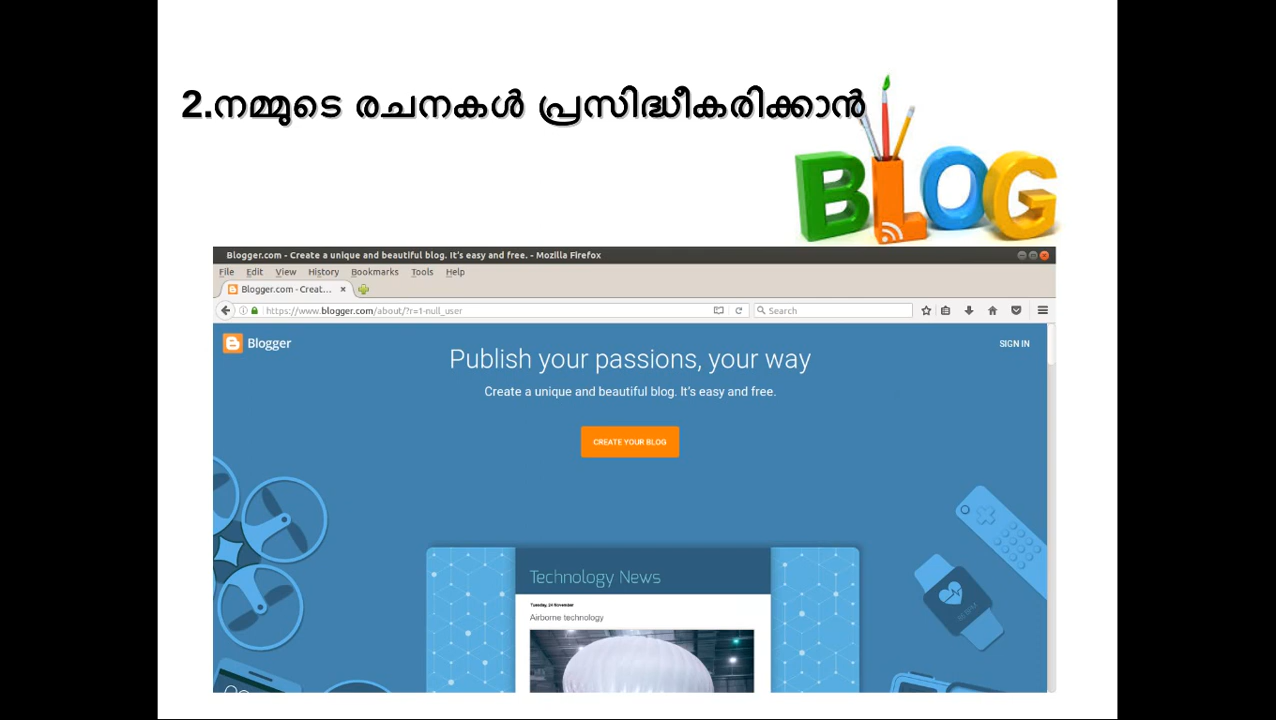 2.നമ്മുടെ രചനകൾ പ്രസിദ്ധീകരിക്കാൻ
BLOG
Blogger.com - Create a unique and beautiful blog. It's easy and free. - Mozilla Firefox
File Edit View History Bookmarks Tools Help
Blogger.com - Creat...
https://www.blogger.com/about/?r=1-null_user
Search
Blogger
SIGN IN
Publish your passions, your way
Create a unique and beautiful blog. It's easy and free.
CREATE YOUR BLOG
Technology News
Tuesday, 24 November
Airborne technology